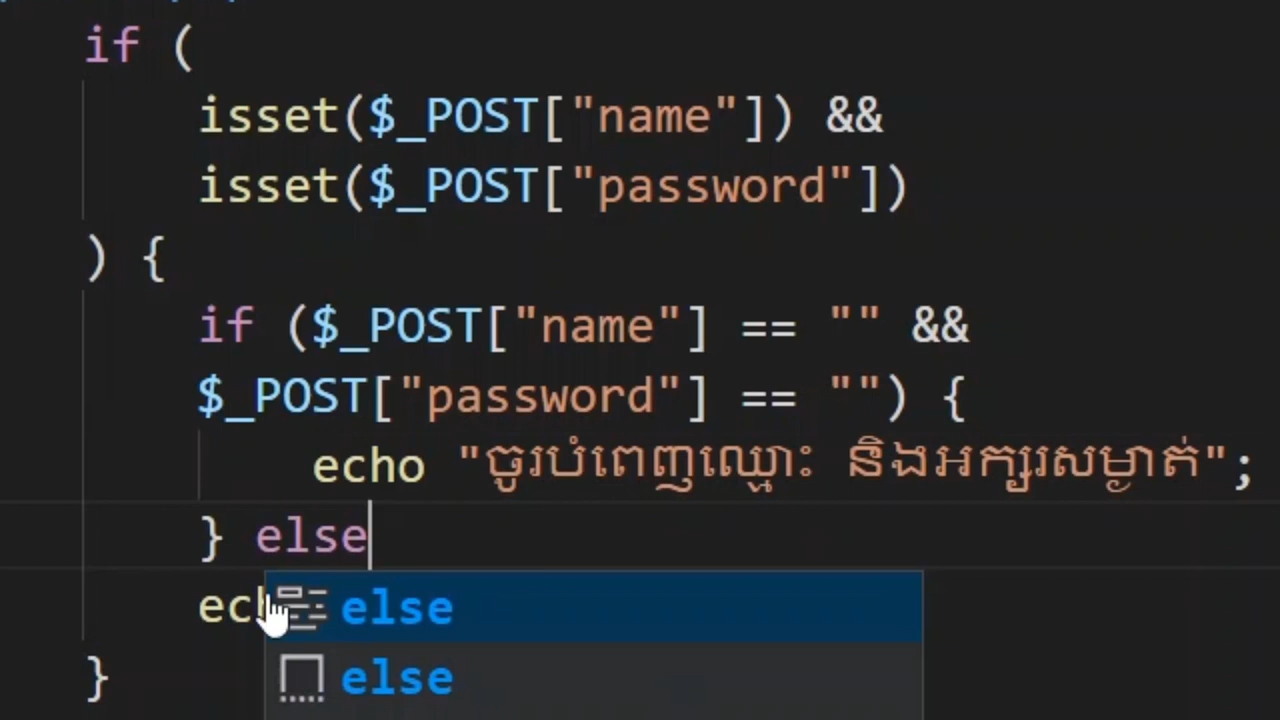 if (
isset($_POST["name"]) &&
isset($_POST["password"])
) {
if ($_POST["name"] == "" &&
$_POST["password"] == "") {
echo "ចូរបំពេញឈ្មោះ និងអក្សរសម្ងាត់";
} else
else
}
else